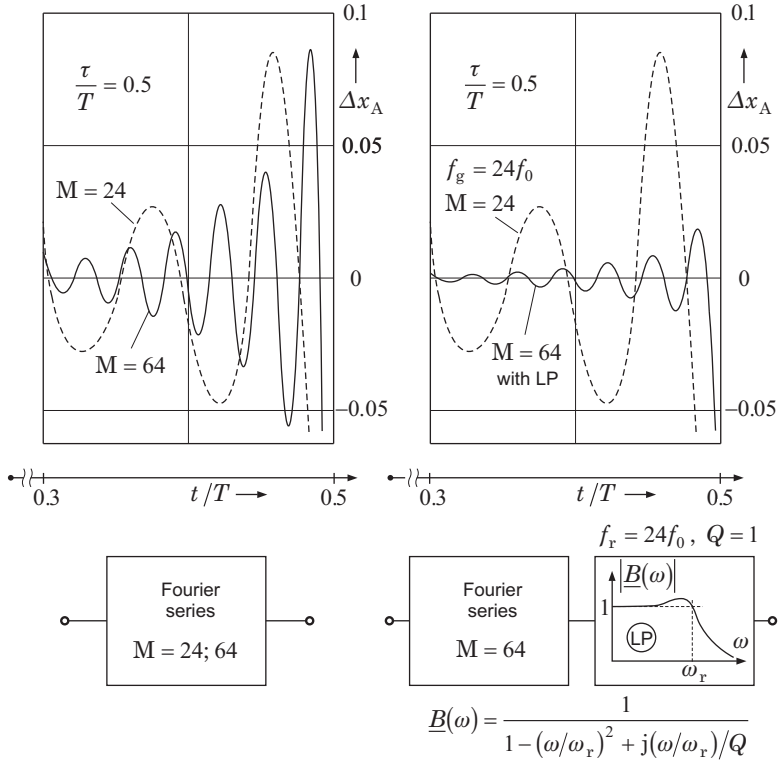 0.1
τ/T = 0.5
Δx_A
0.05
M = 24
0
M = 64
−0.05
0.3
t/T
0.5
0.1
τ/T = 0.5
Δx_A
0.05
f_g = 24f_0
M = 24
0
M = 64
with LP
−0.05
0.3
t/T
0.5
Fourier
series
M = 24; 64
Fourier
series
M = 64
f_r = 24f_0 , Q = 1
|B(ω)|
1
LP
ω
ω_r
B(ω) = 1/(1−(ω/ω_r)² + j(ω/ω_r)/Q)